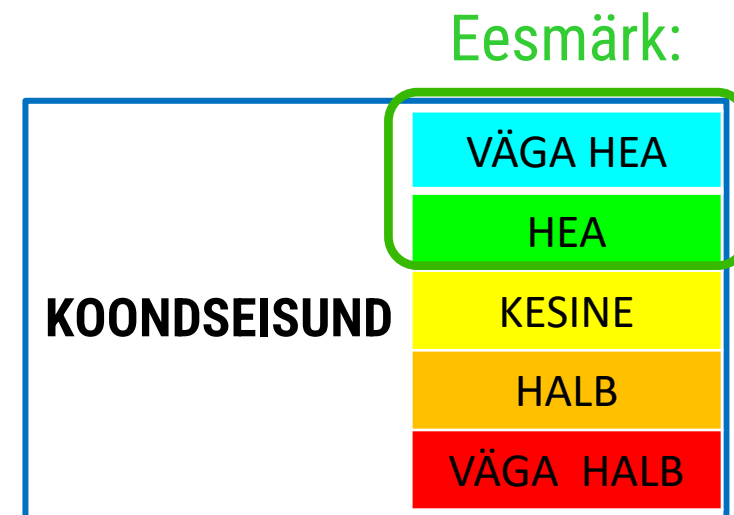 Eesmärk:
VÄGA HEA
HEA
KOONDSEISUND
KESINE
HALB
VÄGA HALB